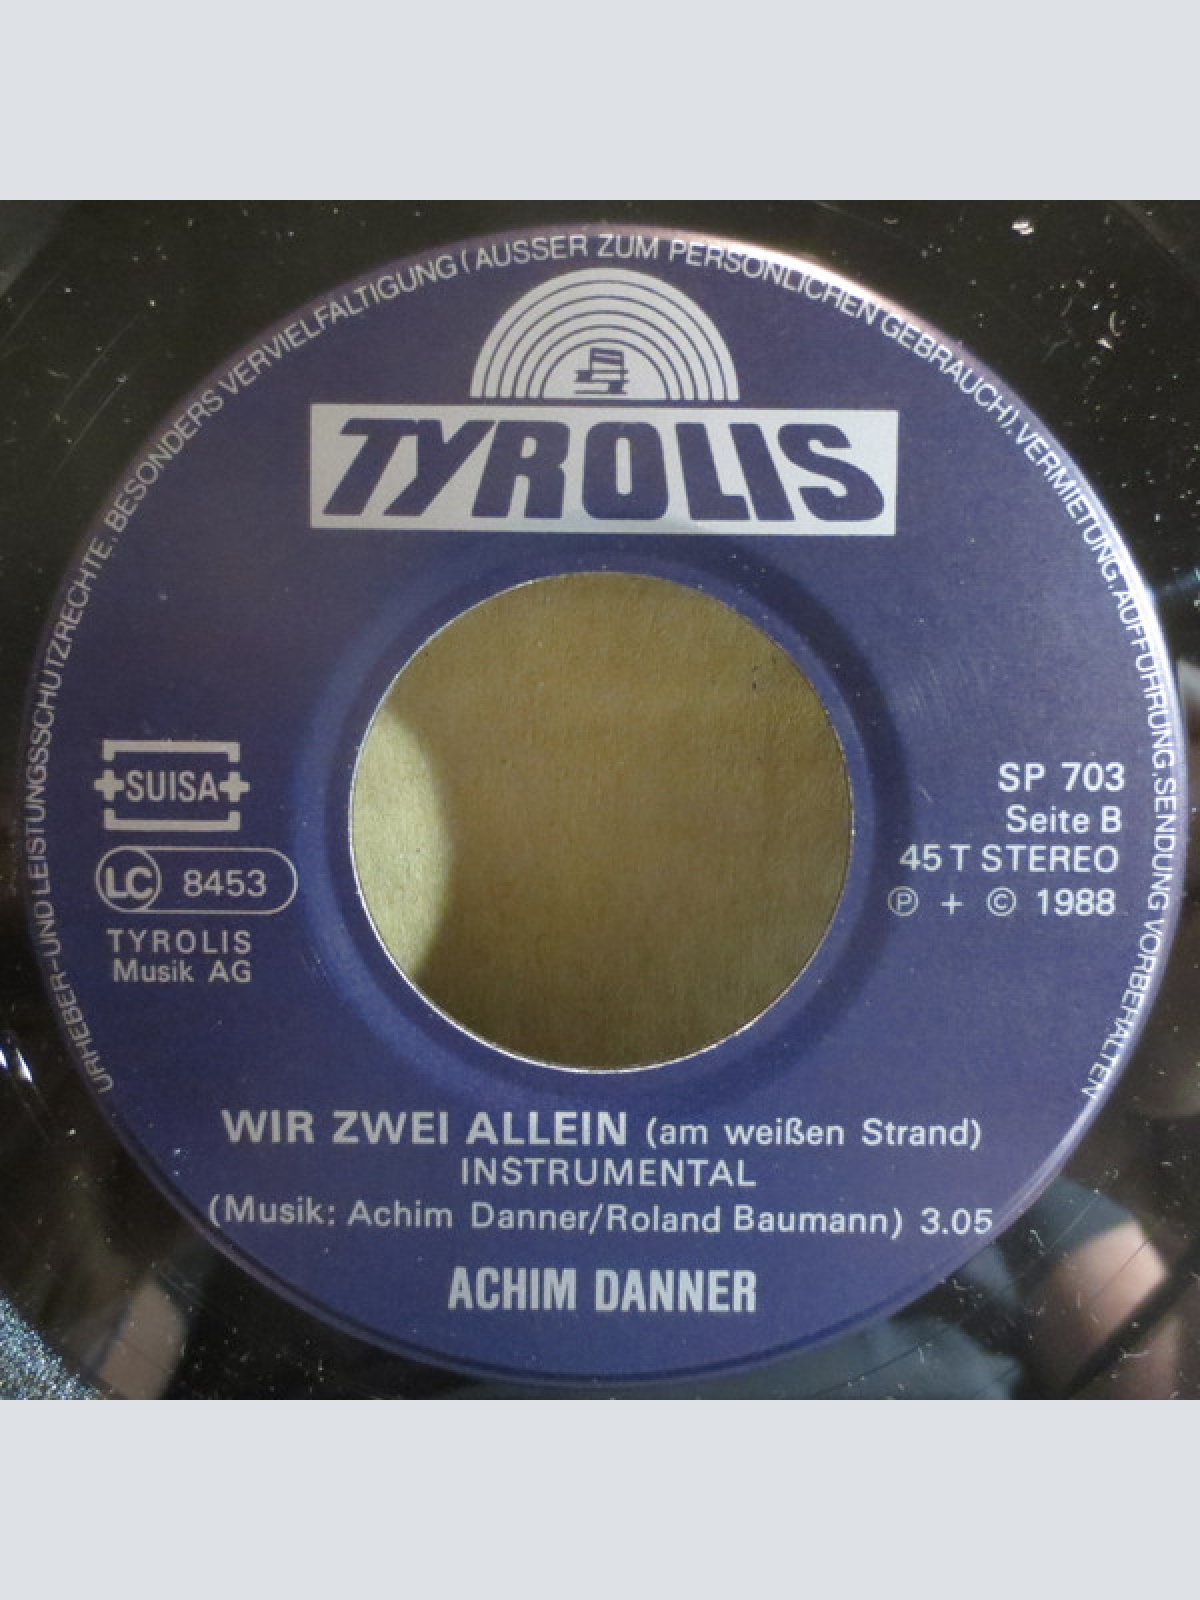 URHEBER-UND LEISTUNGSSCHUTZRECHTE, BESONDERS VERVIELFÄLTIGUNG (AUSSER ZUM PERSÖNLICHEN GEBRAUCH), VERMIETUNG, AUFFÜHRUNG, SENDUNG VORBEHALTEN
TYROLIS
SUISA
LC 8453
TYROLIS
Musik AG
SP 703
Seite B
45 T STEREO
Ⓟ + © 1988
WIR ZWEI ALLEIN (am weißen Strand)
INSTRUMENTAL
(Musik: Achim Danner/Roland Baumann) 3.05
ACHIM DANNER